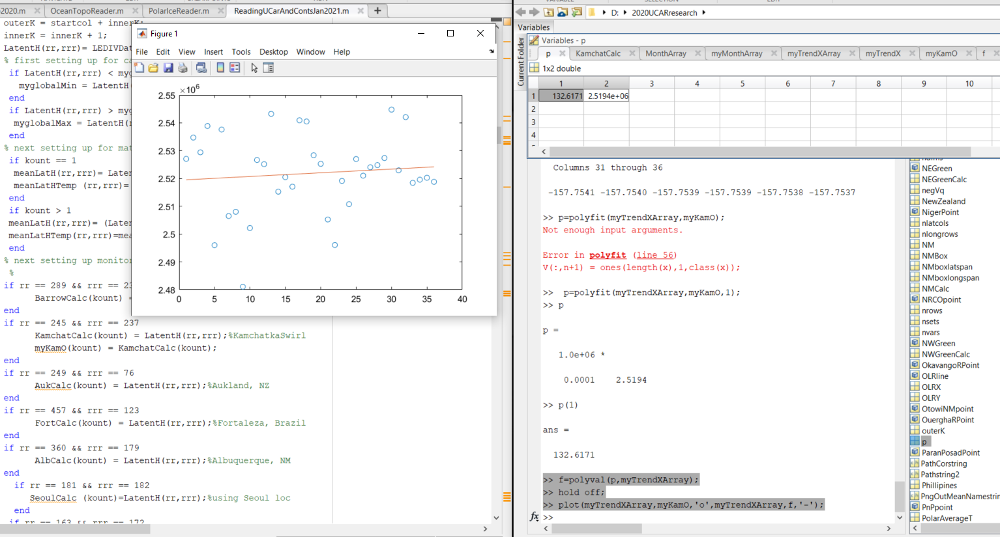 2020.m OceanTopoReader.m PolarIceReader.m ReadingUCarAndContsJan2021.m
outerK = startcol + innerK;
innerK = innerK + 1;
LatentH(rr,rrr)= LEDIVDat
% first setting up for ca
if LatentH(rr,rrr) < myg
myglobalMin = LatentH(
end
if LatentH(rr,rrr) > myg
myglobalMax = LatentH(r
end
% next setting up for mat
if kount == 1
meanLatH(rr,rrr)= Laten
meanLatHTemp (rr,rrr)=
end
if kount > 1
meanLatH(rr,rrr)= (Laten
meanLatHTemp(rr,rrr)=mea
end
% next setting up monitor
%
if rr == 289 && rrr == 23
BarrowCalc(kount) =
end
if rr == 245 && rrr == 237
KamchatCalc(kount) = LatentH(rr,rrr);%KamchatkaSwirl
myKamO(kount) = KamchatCalc(kount);
end
if rr == 249 && rrr == 76
AukCalc(kount) = LatentH(rr,rrr);%Aukland, NZ
end
if rr == 457 && rrr == 123
FortCalc(kount) = LatentH(rr,rrr);%Fortaleza, Brazil
end
if rr == 360 && rrr == 179
AlbCalc(kount) = LatentH(rr,rrr);%Albuquerque, NM
end
if rr == 181 && rrr == 182
SeoulCalc (kount)=LatentH(rr,rrr);%using Seoul loc
end
if rr == 163 && rrr == 172
Figure 1
File Edit View Insert Tools Desktop Window Help
×10^6
2.55
2.54
2.53
2.52
2.51
2.5
2.49
2.48
0 5 10 15 20 25 30 35 40
D: 2020UCARresearch
Variables
Current Folder
Variables - p
p KamchatCalc MonthArray myMonthArray myTrendXArray myTrendX myKamO f
1x2 double
1 2 3 4 5 6 7 8 9 10
1 132.6171 2.5194e+06
2
3
4
Columns 31 through 36
-157.7541 -157.7540 -157.7539 -157.7539 -157.7538 -157.7537
>> p=polyfit(myTrendXArray,myKamO);
Not enough input arguments.
Error in polyfit (line 56)
V(:,n+1) = ones(length(x),1,class(x));
>> p=polyfit(myTrendXArray,myKamO,1);
>> p
p =
1.0e+06 *
0.0001 2.5194
>> p(1)
ans =
132.6171
>> f=polyval(p,myTrendXArray);
>> hold off;
>> plot(myTrendXArray,myKamO,'o',myTrendXArray,f,'-');
fx >>
NEGreen
NEGreenCalc
negVq
NewZealand
NigerPoint
nlatcols
nlongrows
NM
NMBox
NMboxlatspan
NMboxlongspan
NMCalc
NRCOpoint
nrows
nsets
nvars
NWGreen
NWGreenCalc
OkavangoRPoint
OLRline
OLRX
OLRY
OtowiNMpoint
OuerghaRPoint
outerK
p
ParanPosadPoint
PathCorstring
Pathstring2
Phillipines
PngOutMeanNamestrin
PnPpoint
PolarAverageT